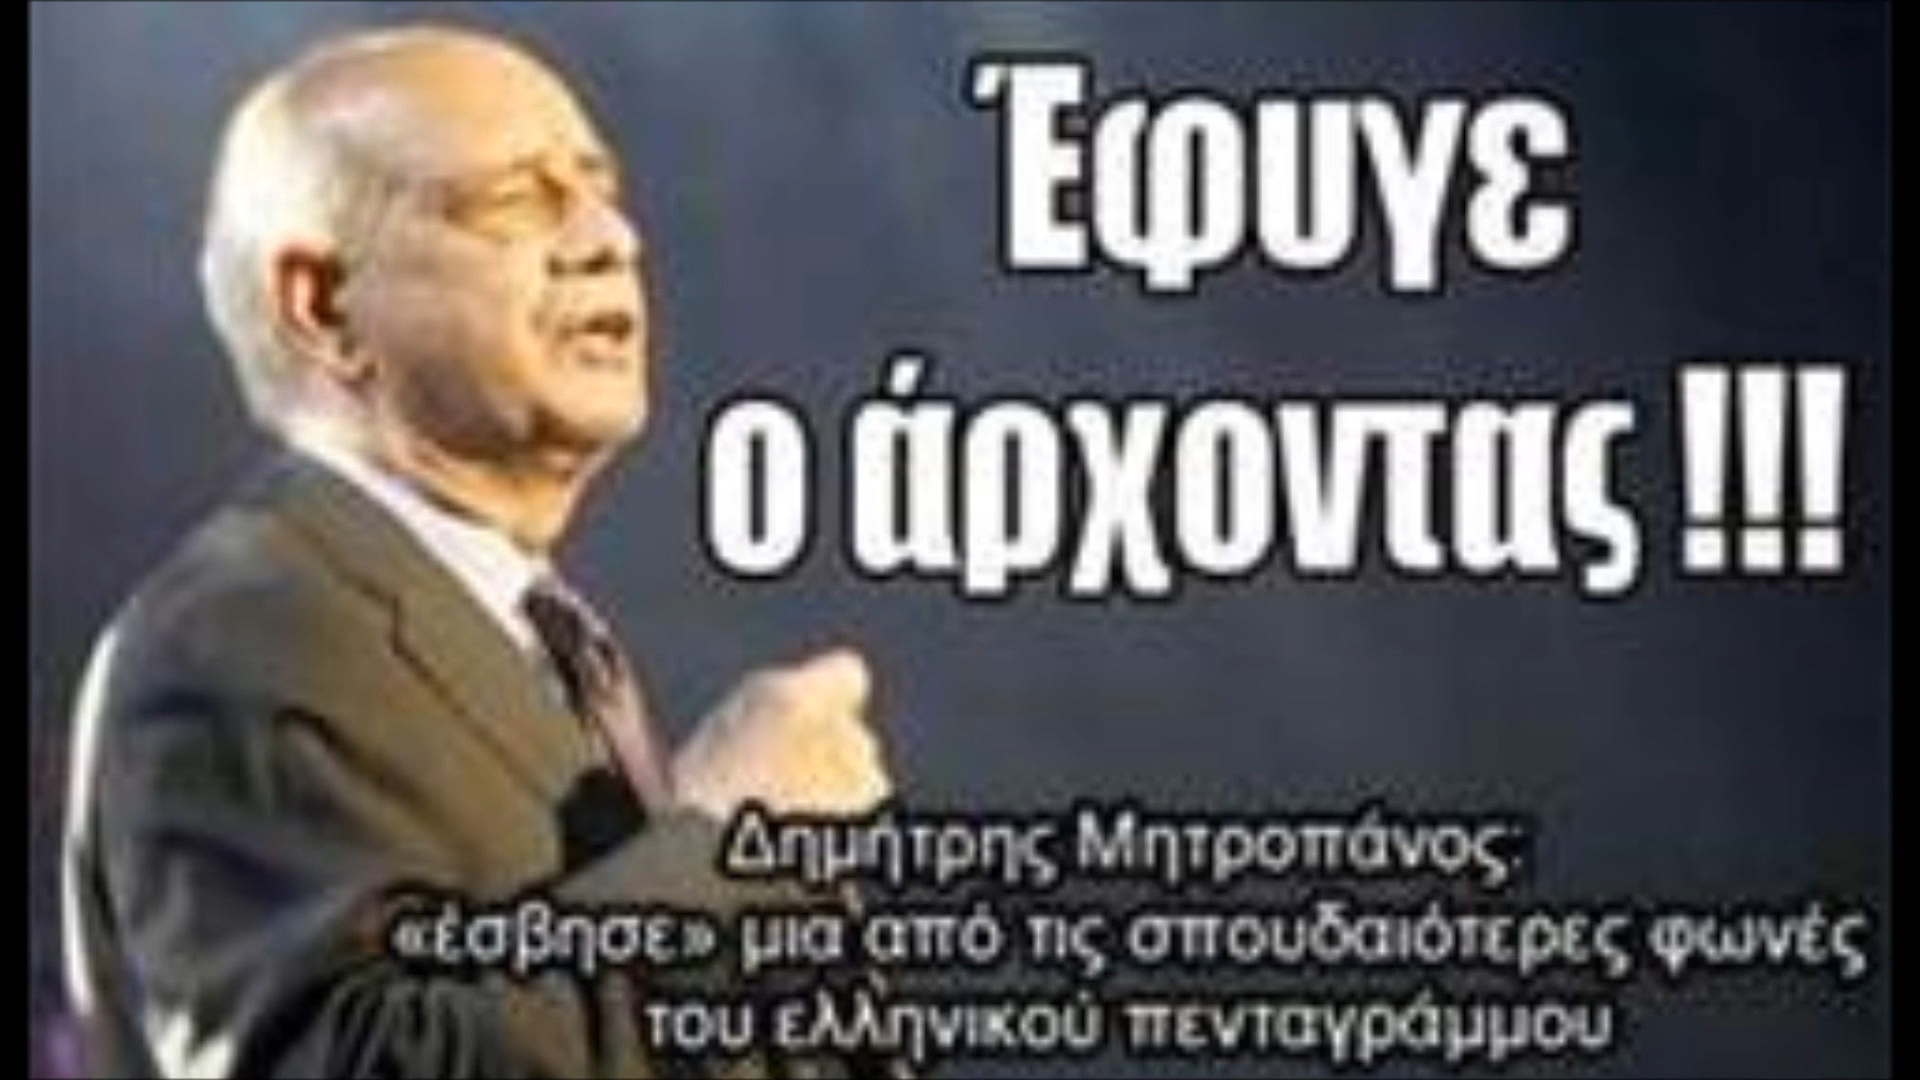 Έφυγε
ο άρχοντας !!!
Δημήτρης Μητροπάνος:
«έσβησε» μια από τις σπουδαιότερες φωνές
του ελληνικού πενταγράμμου